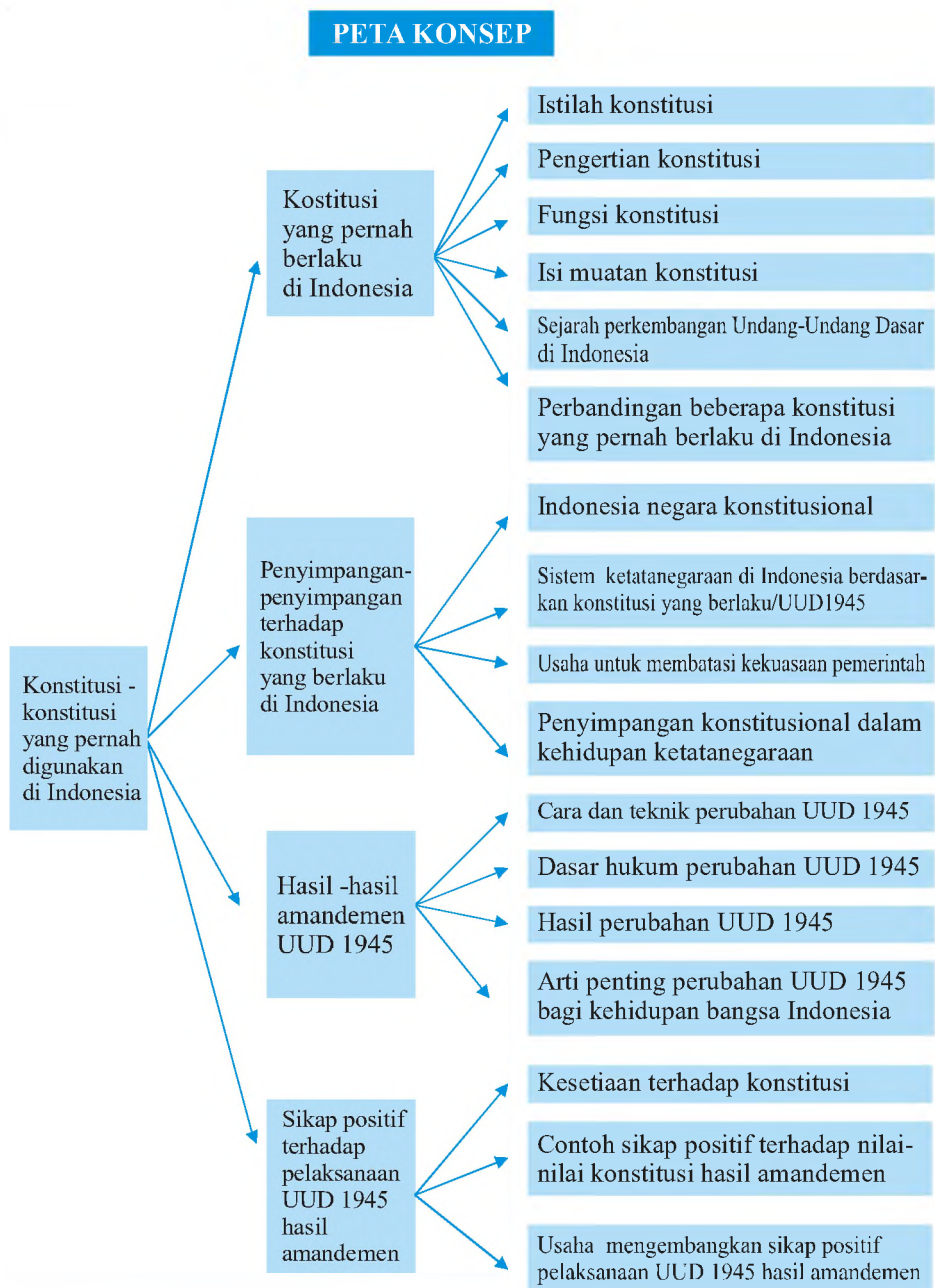 PETA KONSEP
Konstitusi -
konstitusi
yang pernah
digunakan
di Indonesia
Kostitusi
yang pernah
berlaku
di Indonesia
Istilah konstitusi
Pengertian konstitusi
Fungsi konstitusi
Isi muatan konstitusi
Sejarah perkembangan Undang-Undang Dasar
di Indonesia
Perbandingan beberapa konstitusi
yang pernah berlaku di Indonesia
Penyimpangan-
penyimpangan
terhadap
konstitusi
yang berlaku
di Indonesia
Indonesia negara konstitusional
Sistem ketatanegaraan di Indonesia berdasar-
kan konstitusi yang berlaku/UUD1945
Usaha untuk membatasi kekuasaan pemerintah
Penyimpangan konstitusional dalam
kehidupan ketatanegaraan
Hasil -hasil
amandemen
UUD 1945
Cara dan teknik perubahan UUD 1945
Dasar hukum perubahan UUD 1945
Hasil perubahan UUD 1945
Arti penting perubahan UUD 1945
bagi kehidupan bangsa Indonesia
Sikap positif
terhadap
pelaksanaan
UUD 1945
hasil
amandemen
Kesetiaan terhadap konstitusi
Contoh sikap positif terhadap nilai-
nilai konstitusi hasil amandemen
Usaha mengembangkan sikap positif
pelaksanaan UUD 1945 hasil amandemen